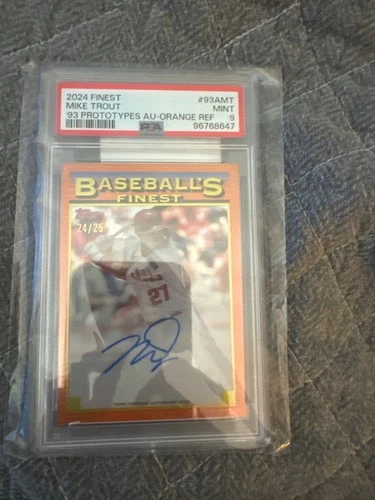 2024 FINEST #93AMT
MIKE TROUT MINT
'93 PROTOTYPES AU-ORANGE REF 9
PSA 96768647
BASEBALL'S
FINEST
24/25
27